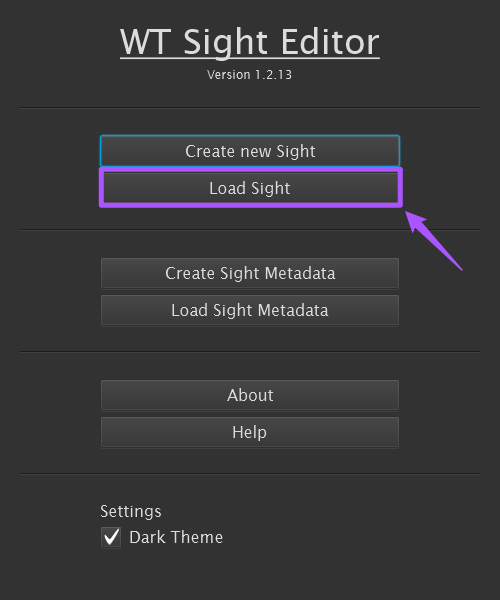 WT Sight Editor
Version 1.2.13
Create new Sight
Load Sight
Create Sight Metadata
Load Sight Metadata
About
Help
Settings
Dark Theme